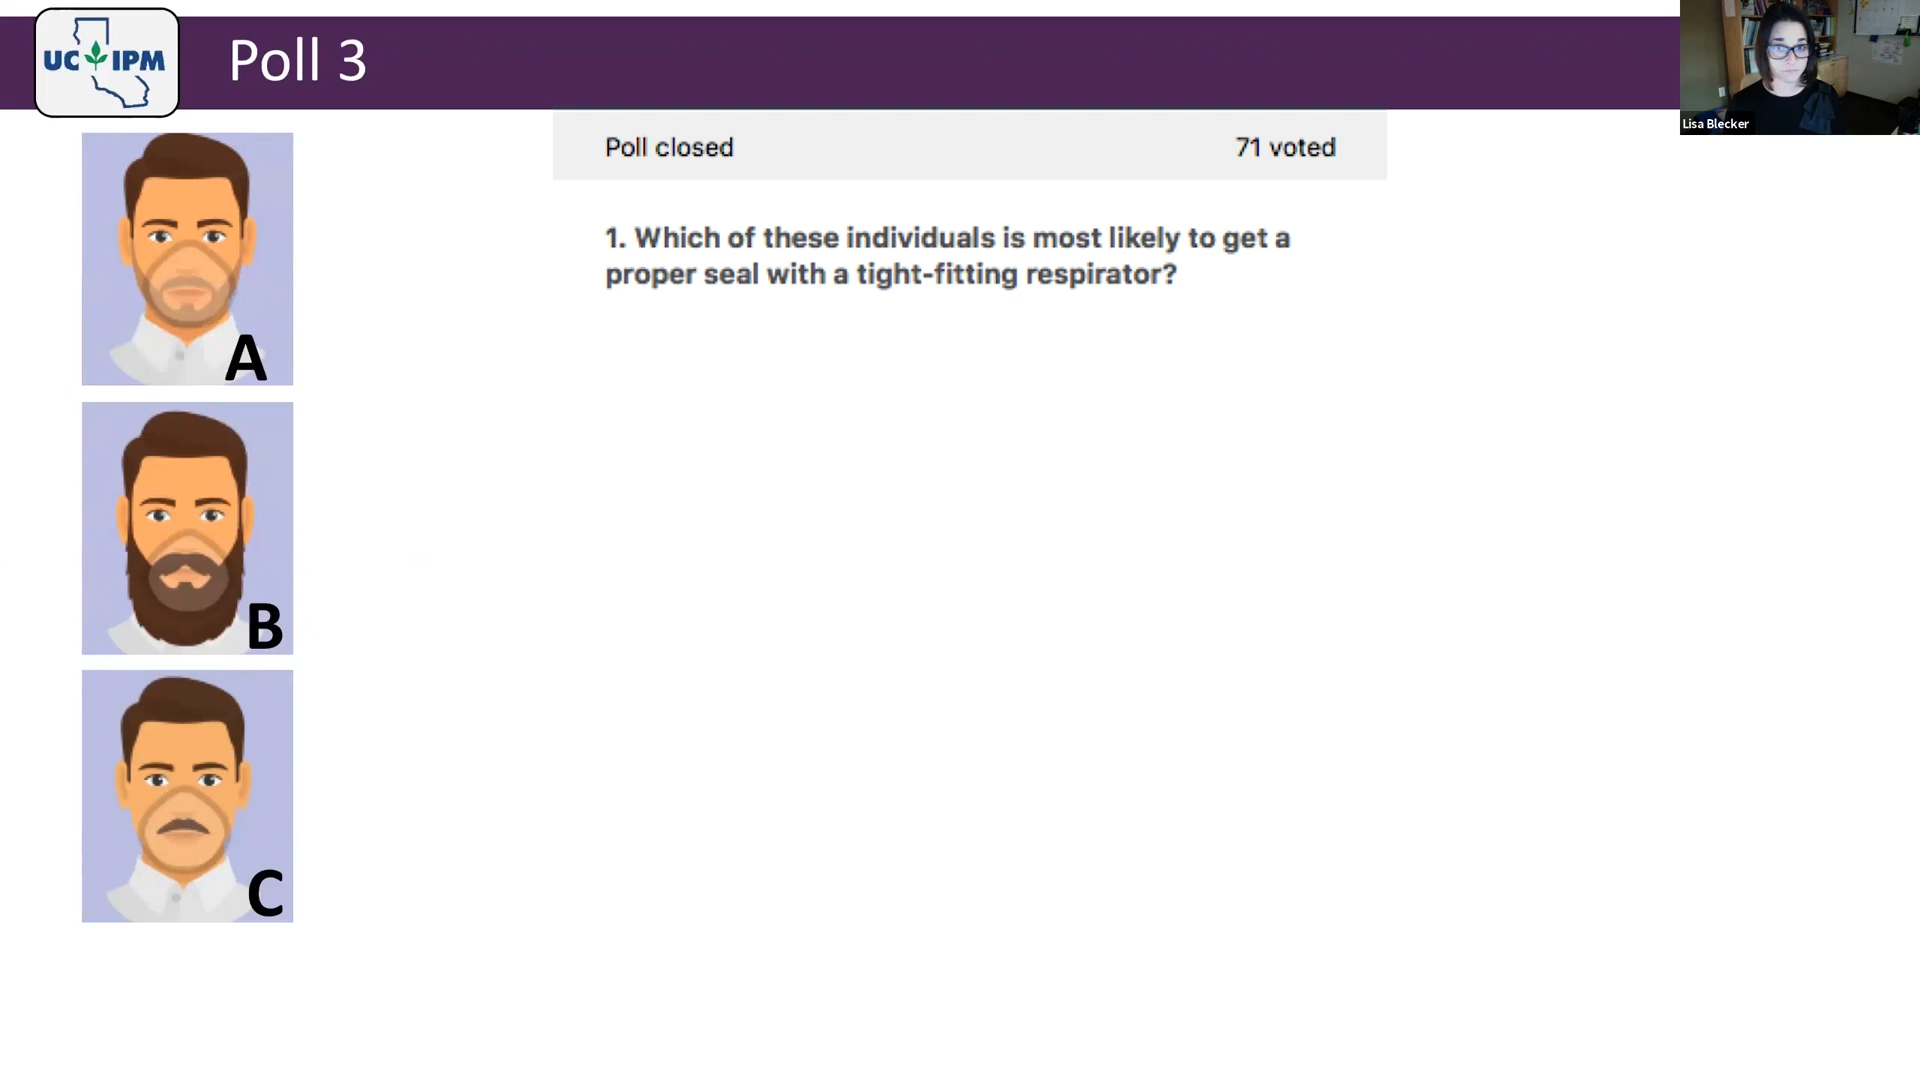 UC IPM
Poll 3
Lisa Blecker
Poll closed
71 voted
1. Which of these individuals is most likely to get a
proper seal with a tight-fitting respirator?
A
B
C